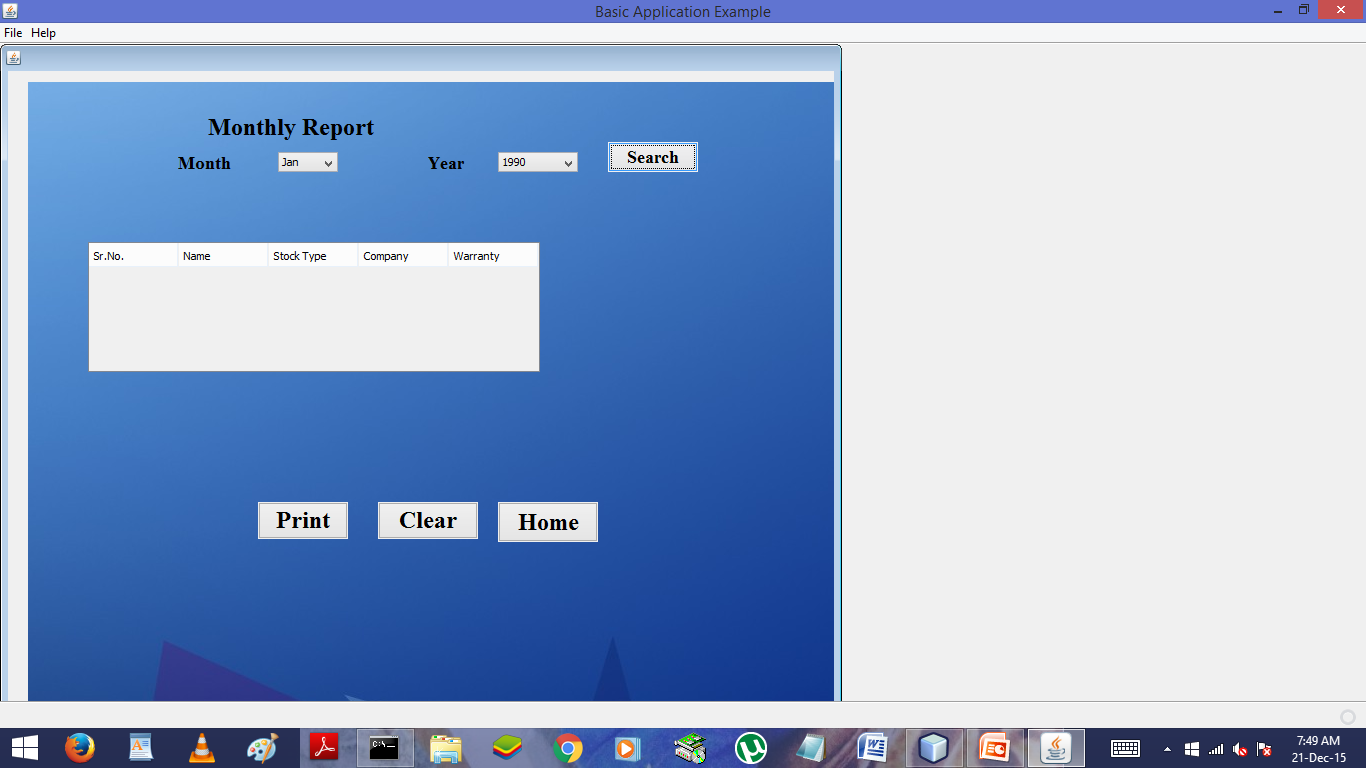 Basic Application Example
File Help
Monthly Report
Month Jan Year 1990 Search
Sr.No. Name Stock Type Company Warranty
Print Clear Home
C:\_
7:49 AM
21-Dec-15